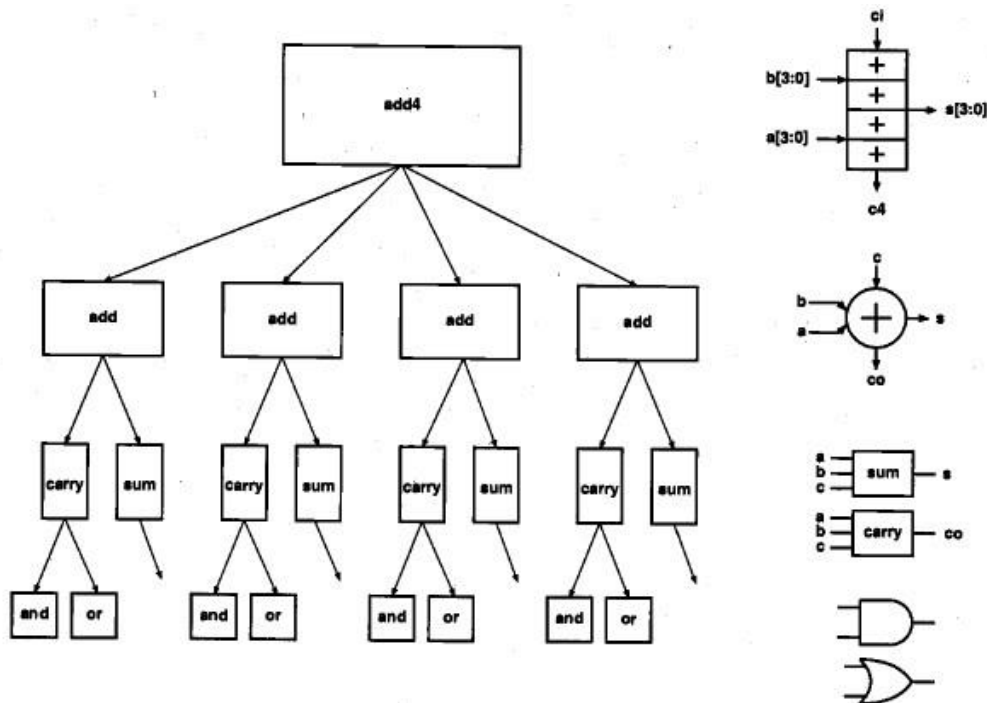 ci
add4
b[3:0]
+
+
s[3:0]
+
a[3:0]
+
c4
c
add add add add
b
a
s
co
carry sum carry sum carry sum carry sum
a
b
c
sum
s
a
b
c
carry
co
and or and or and or and or